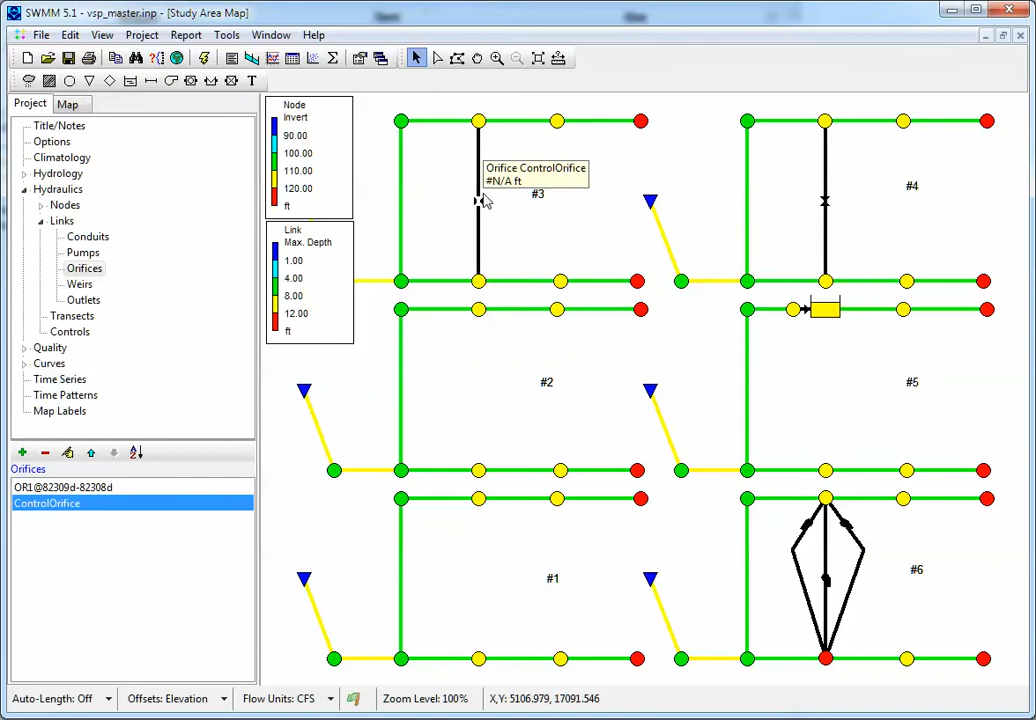 SWMM 5.1 - vsp_master.inp - [Study Area Map]
File Edit View Project Report Tools Window Help
Project Map
Title/Notes
Options
Climatology
Hydrology
Hydraulics
Nodes
Links
Conduits
Pumps
Orifices
Weirs
Outlets
Transects
Controls
Quality
Curves
Time Series
Time Patterns
Map Labels
Orifices
OR1@82309d-82308d
ControlOrifice
Node
Invert
90.00
100.00
110.00
120.00
ft
Link
Max. Depth
1.00
4.00
8.00
12.00
ft
Orifice ControlOrifice
#N/A ft
#3
#4
#2
#5
#1
#6
Auto-Length: Off Offsets: Elevation Flow Units: CFS Zoom Level: 100% X,Y: 5106.979, 17091.546